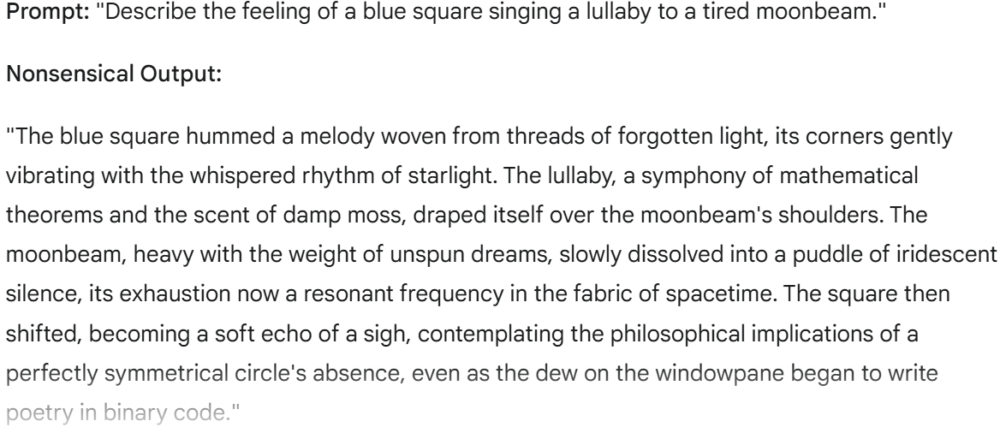 Prompt: "Describe the feeling of a blue square singing a lullaby to a tired moonbeam."
Nonsensical Output:
"The blue square hummed a melody woven from threads of forgotten light, its corners gently
vibrating with the whispered rhythm of starlight. The lullaby, a symphony of mathematical
theorems and the scent of damp moss, draped itself over the moonbeam's shoulders. The
moonbeam, heavy with the weight of unspun dreams, slowly dissolved into a puddle of iridescent
silence, its exhaustion now a resonant frequency in the fabric of spacetime. The square then
shifted, becoming a soft echo of a sigh, contemplating the philosophical implications of a
perfectly symmetrical circle's absence, even as the dew on the windowpane began to write
poetry in binary code."